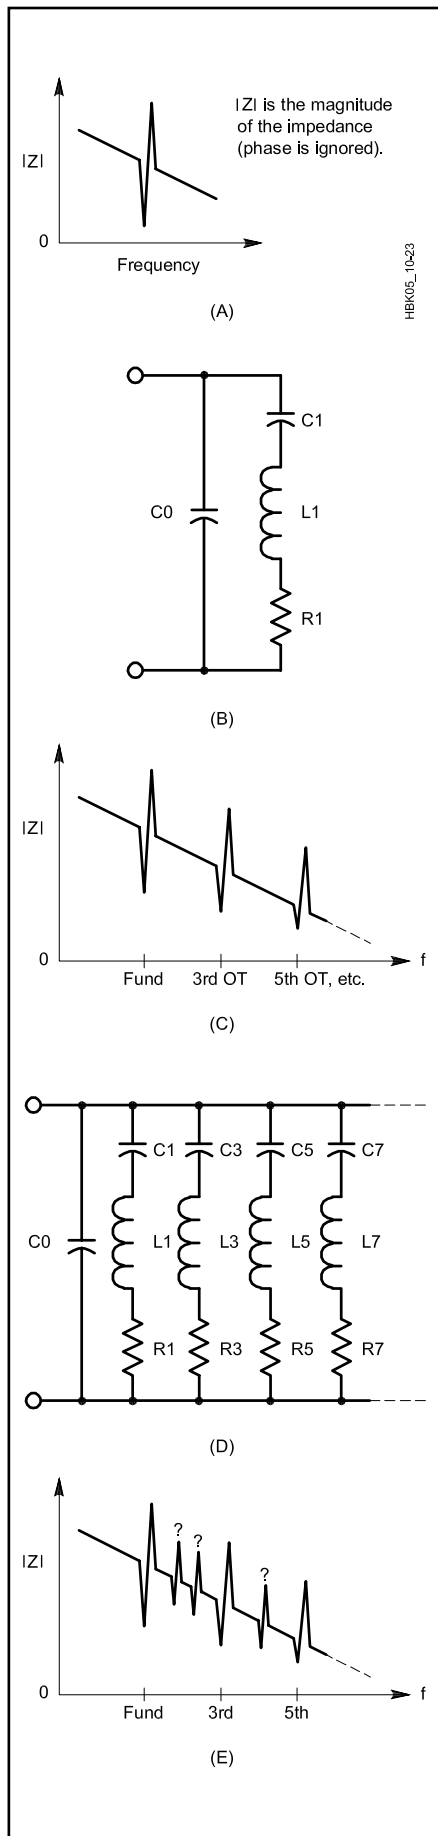 |Z| is the magnitude
of the impedance
(phase is ignored).
|Z|
0
Frequency
HBK05_10-23
(A)
C1
C0
L1
R1
(B)
|Z|
0
f
Fund 3rd OT 5th OT, etc.
(C)
C1 C3 C5 C7
C0 L1 L3 L5 L7
R1 R3 R5 R7
(D)
? ? ?
|Z|
0
f
Fund 3rd 5th
(E)